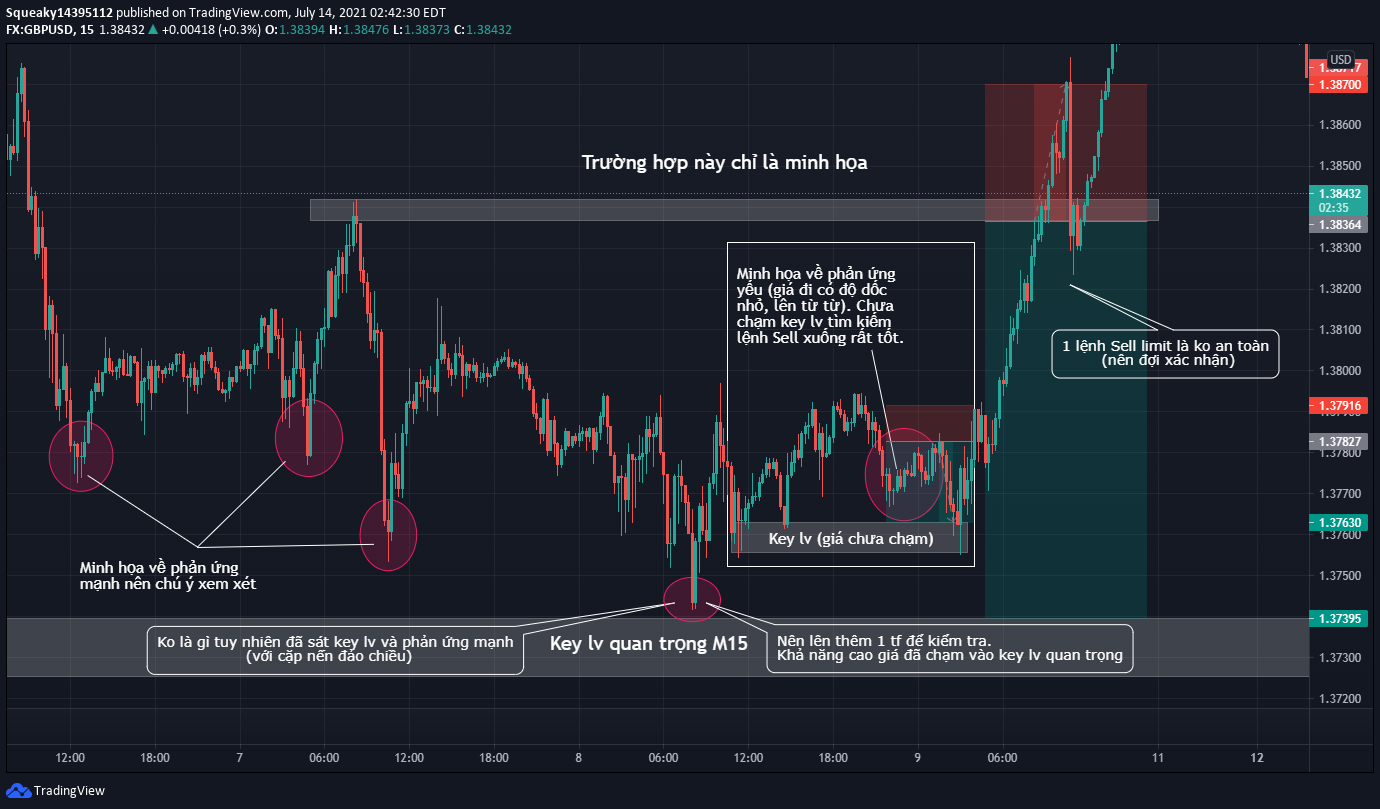 Squeaky14395112 published on TradingView.com, July 14, 2021 02:42:30 EDT
FX:GBPUSD, 15 1.38432 ▲ +0.00418 (+0.3%) O:1.38394 H:1.38476 L:1.38373 C:1.38432
USD
1.38700
1.38600
1.38500
1.38432
02:35
1.38364
1.38300
1.38200
1.38100
1.38000
1.37916
1.37827
1.37800
1.37700
1.37630
1.37600
1.37500
1.37395
1.37300
1.37200
Trường hợp này chỉ là minh họa
Minh họa về phản ứng
yếu (giá đi có độ dốc
nhỏ, lên từ từ). Chưa
chạm key lv tìm kiếm
lệnh Sell xuống rất tốt.
1 lệnh Sell limit là ko an toàn
(nên đợi xác nhận)
Key lv (giá chưa chạm)
Minh họa về phản ứng
mạnh nên chú ý xem xét
Ko là gì tuy nhiên đã sát key lv và phản ứng mạnh
(với cặp nến đảo chiều)
Key lv quan trọng M15
Nên lên thêm 1 tf để kiểm tra.
Khả năng cao giá đã chạm vào key lv quan trọng
12:00 18:00 7 06:00 12:00 18:00 8 06:00 12:00 18:00 9 06:00 11 12
TradingView